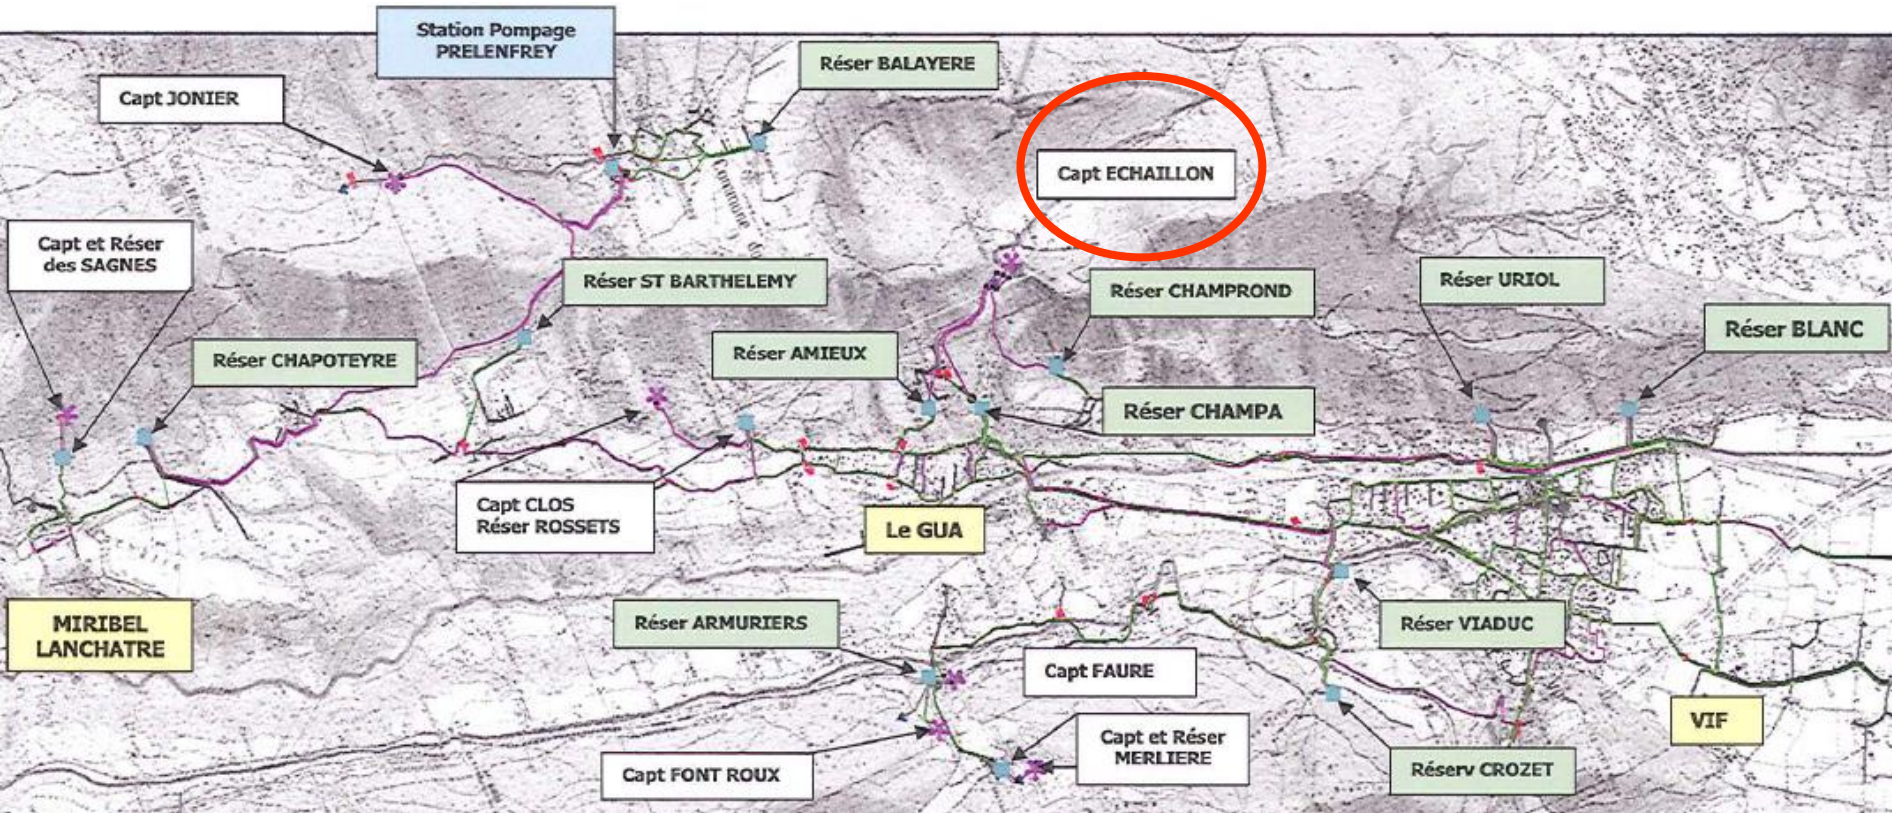 Station Pompage
PRELENFREY
Réser BALAYERE
Capt JONIER
Capt ECHAILLON
Capt et Réser
des SAGNES
Réser ST BARTHELEMY
Réser CHAMPROND
Réser URIOL
Réser BLANC
Réser CHAPOTEYRE
Réser AMIEUX
Réser CHAMPA
Capt CLOS
Réser ROSSETS
Le GUA
MIRIBEL
LANCHATRE
Réser ARMURIERS
Réser VIADUC
Capt FAURE
VIF
Capt et Réser
MERLIERE
Capt FONT ROUX
Réserv CROZET